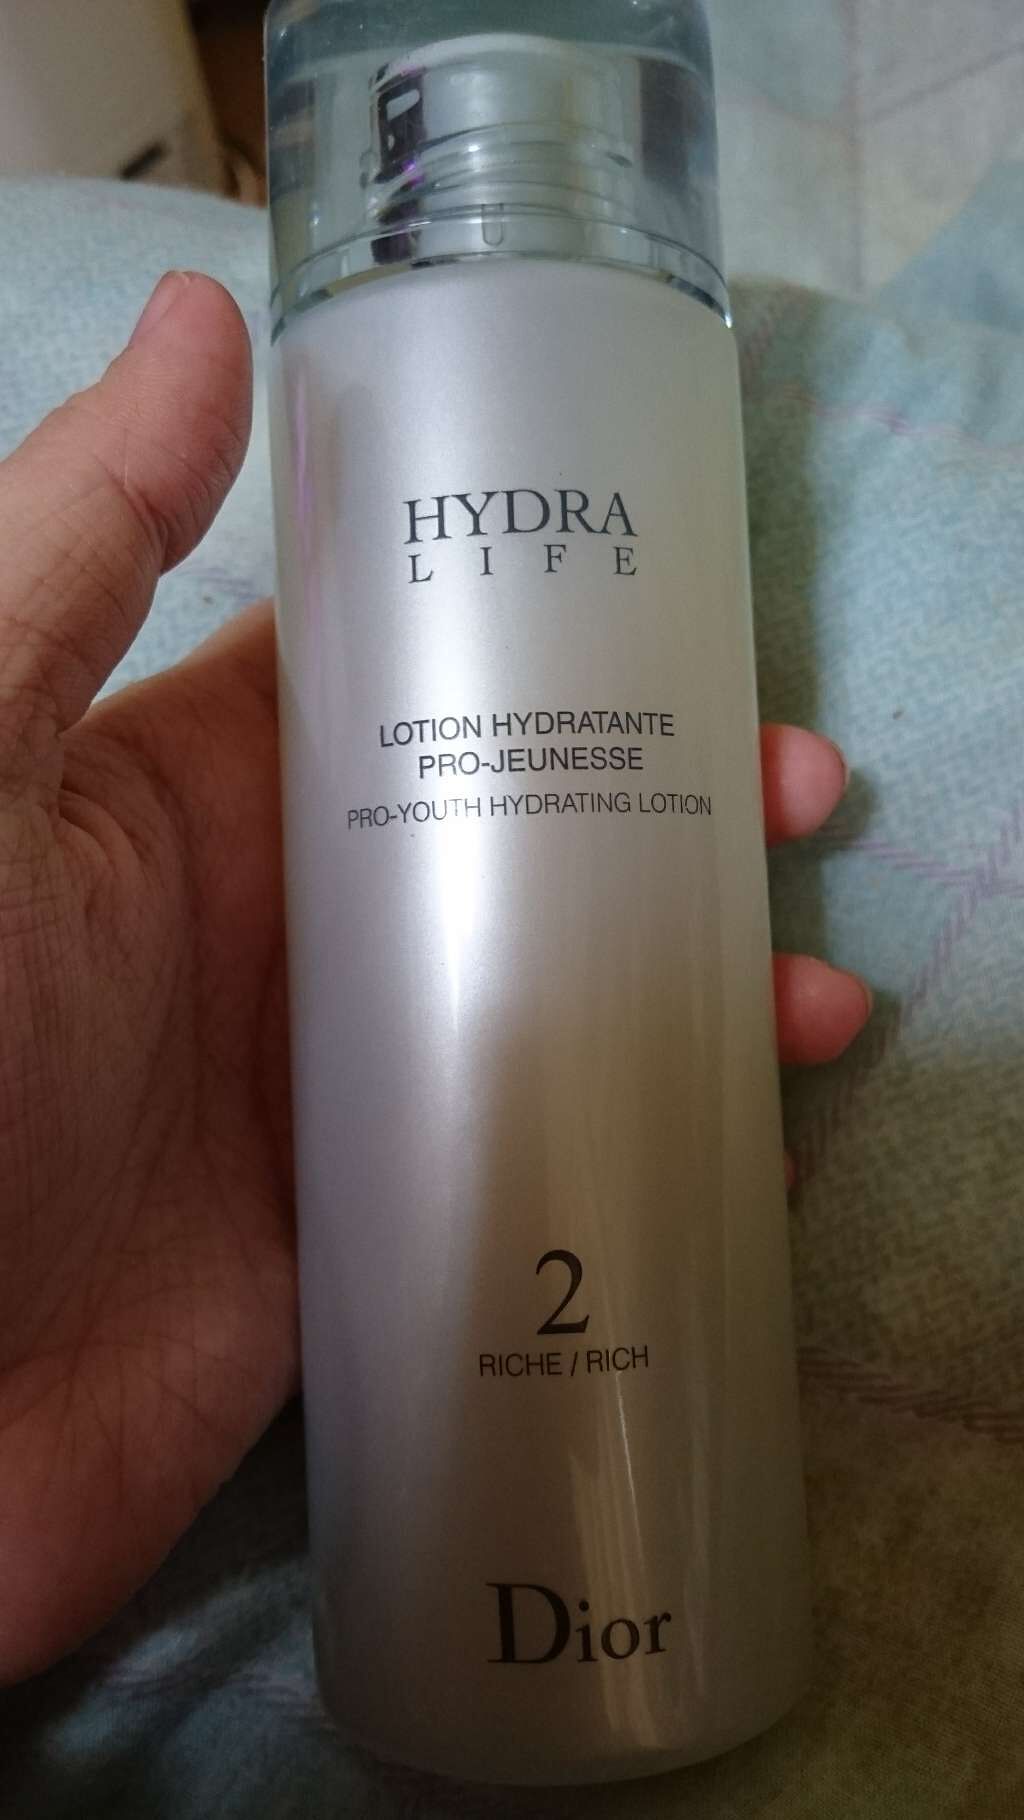 HYDRA
LIFE
LOTION HYDRATANTE
PRO-JEUNESSE
PRO-YOUTH HYDRATING LOTION
2
RICHE / RICH
Dior